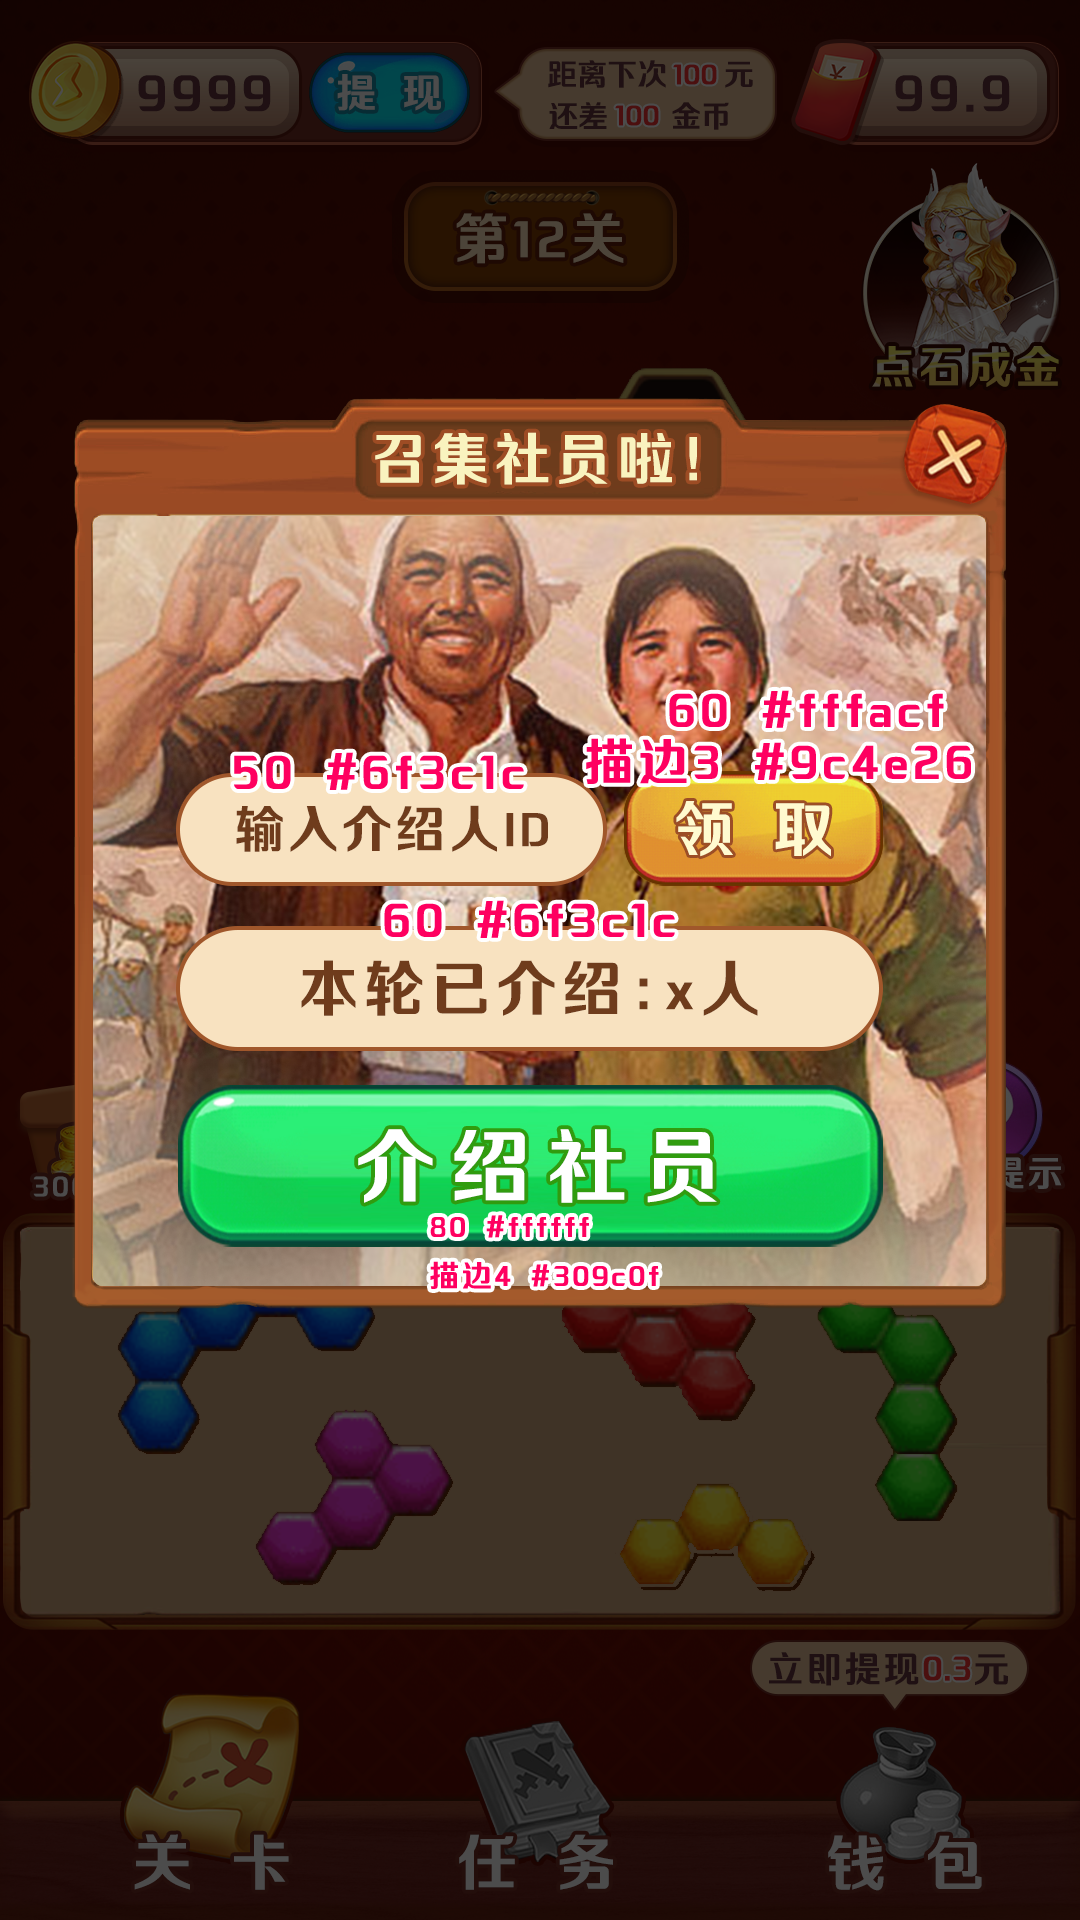 9999
提 现
距离下次100元
还差100 金币
大
99.9
第12关
点石成金
召集社员啦!
60 #fffacf
50 #6f3c1c
描边3 #9c4e26
输入介绍人ID
领 取
60 #6f3c1c
本轮已介绍:x人
介绍社员
80 #ffffff
描边4 #309c0f
300
提示
立即提现0.3元
关 卡
任 务
钱 包